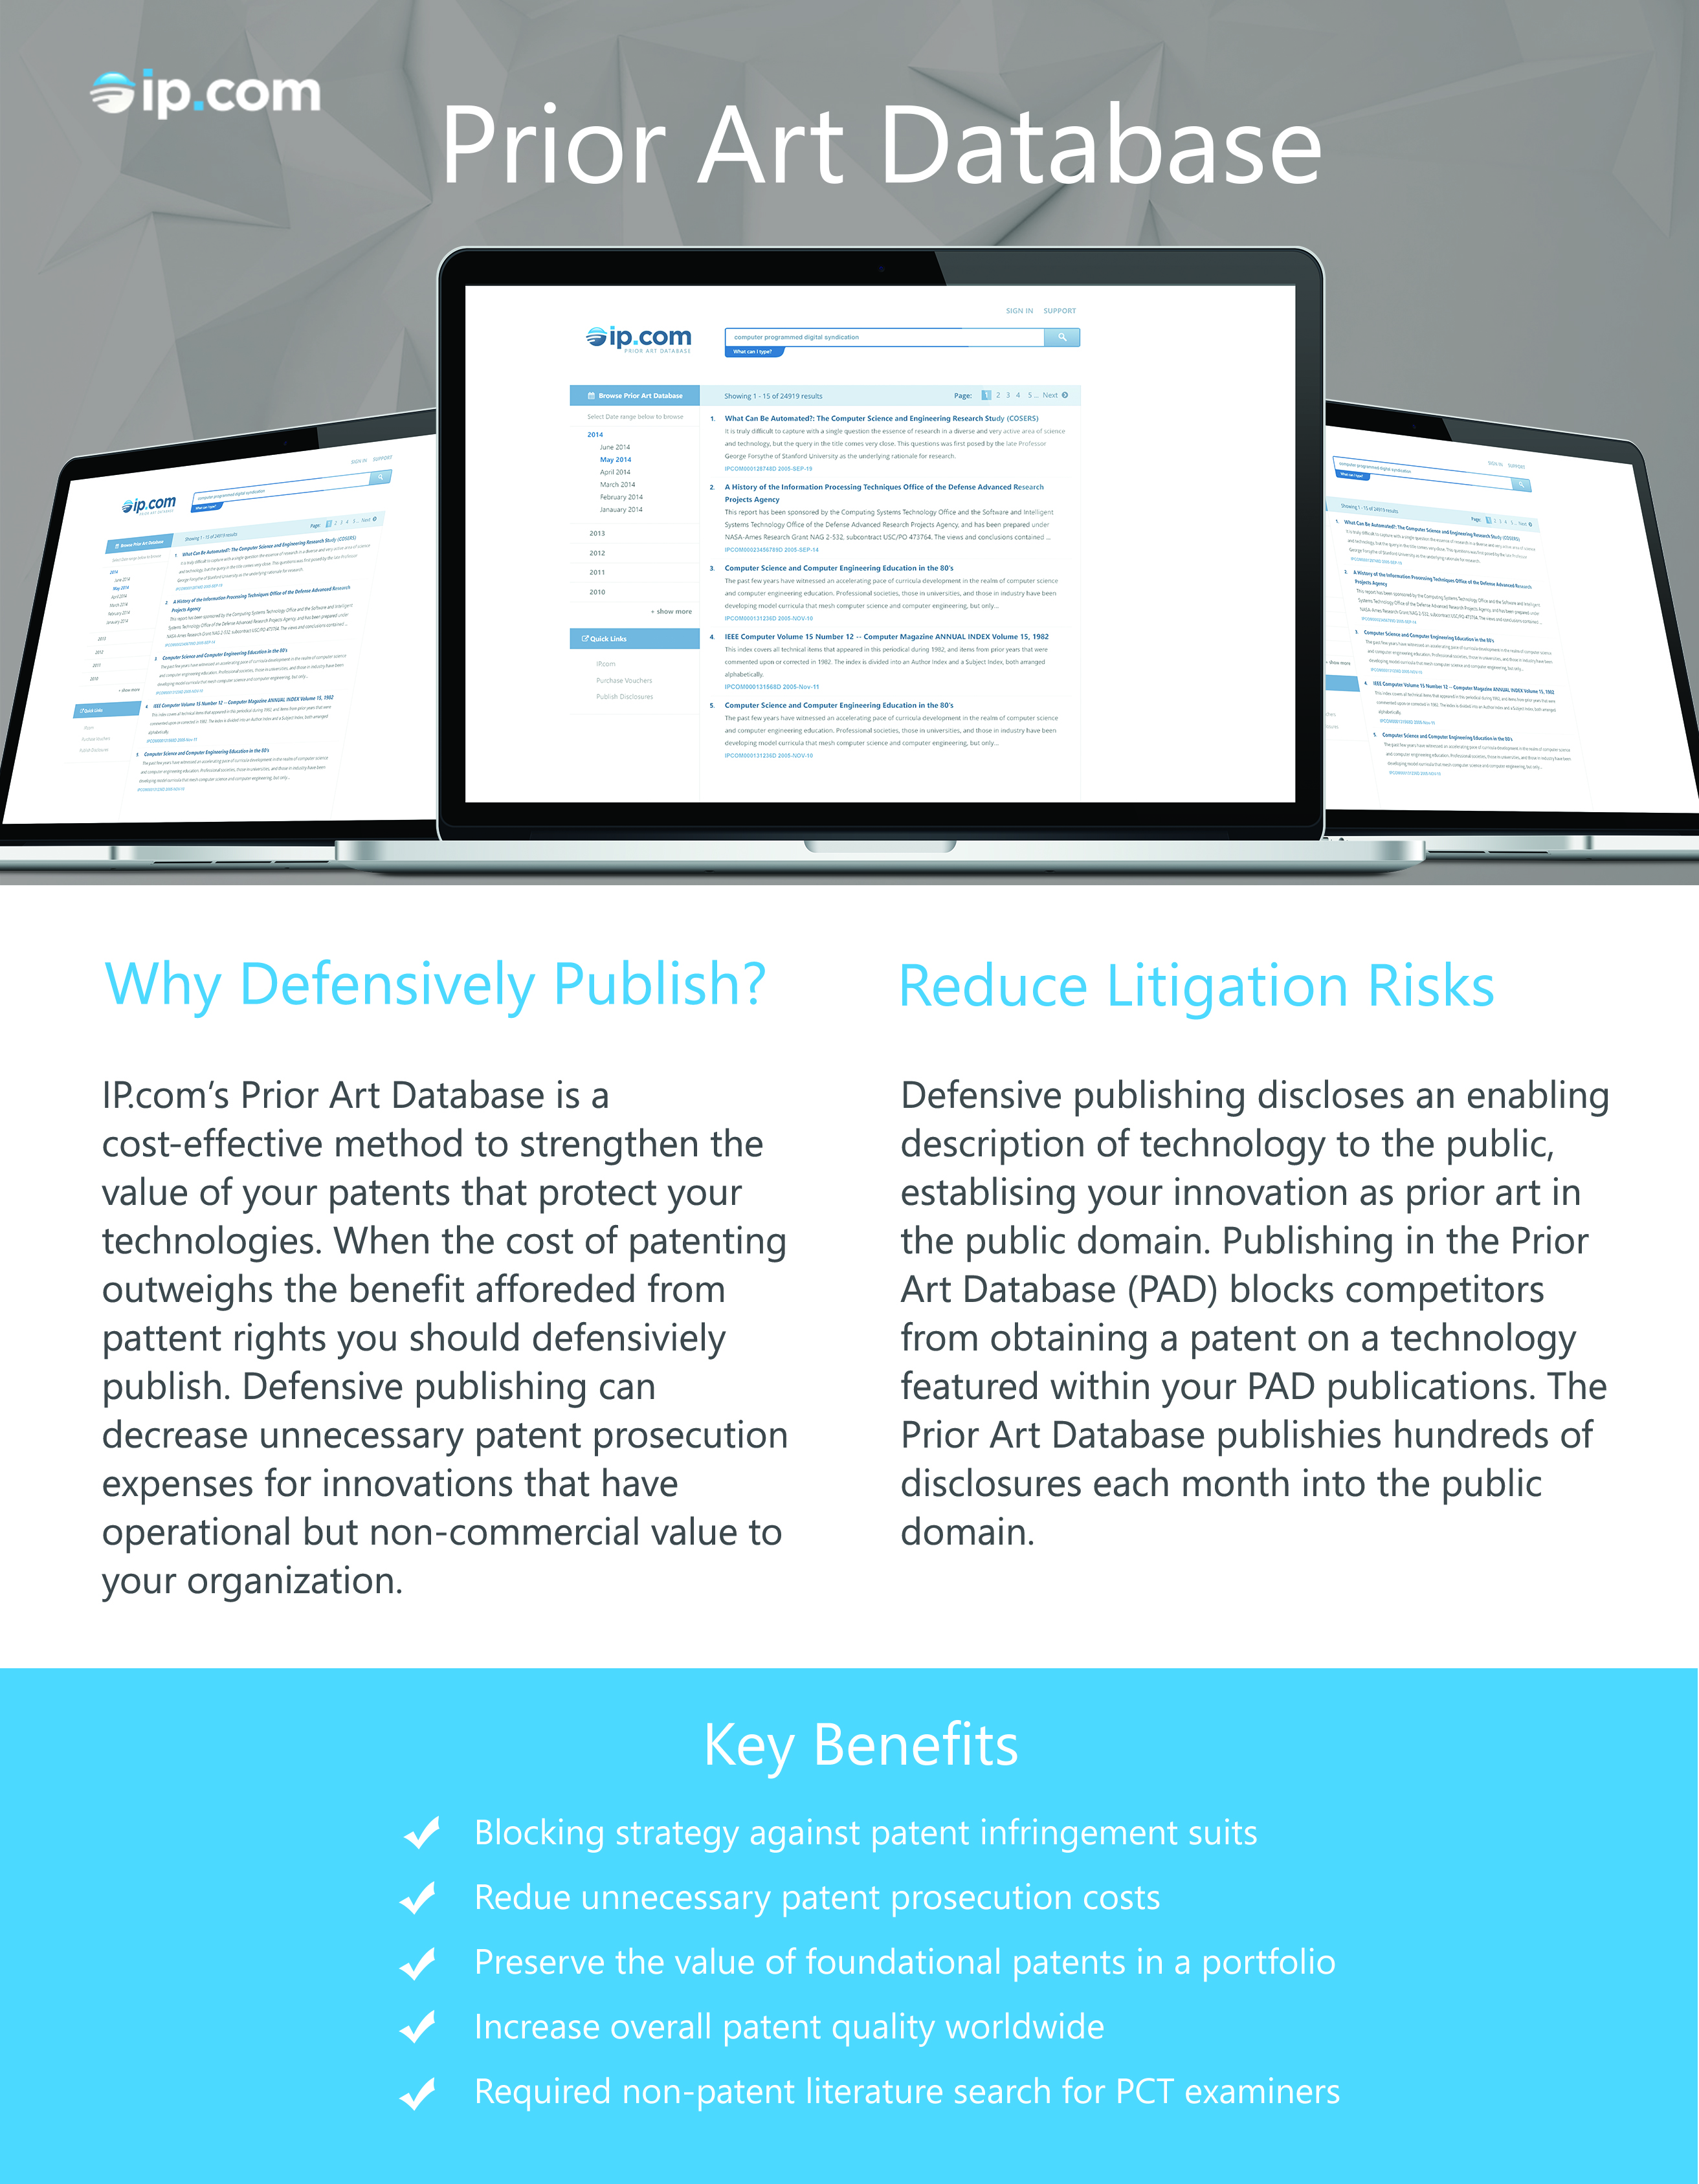 ip.com
Prior Art Database
SIGN IN SUPPORT
ip.com
PRIOR ART DATABASE
computer programmed digital syndication
What can I type?
Browse Prior Art Database
Select Date range below to browse
2014
June 2014
May 2014
April 2014
March 2014
February 2014
Janauary 2014
2013
2012
2011
2010
+ show more
Quick Links
IP.com
Purchase Vouchers
Publish Disclosures
Showing 1 - 15 of 24919 results
Page: 1 2 3 4 5 ... Next
1. What Can Be Automated?: The Computer Science and Engineering Research Study (COSERS)
It is truly difficult to capture with a single question the essence of research in a diverse and very active area of science
and technology, but the query in the title comes very close. This questions was first posed by the late Professor
George Forsythe of Stanford University as the underlying rationale for research.
2005-SEP-19
2. A History of the Information Processing Techniques Office of the Defense Advanced Research
Projects Agency
This report has been sponsored by the Computing Systems Technology Office and the Software and Intelligent
Systems Technology Office of the Defense Advanced Research Projects Agency, and has been prepared under
NASA-Ames Research Grant NAG 2-532, subcontract USC/PO 473764. The views and conclusions contained ...
IPCOM000234567890 2005-SEP-14
3. Computer Science and Computer Engineering Education in the 80's
The past few years have witnessed an accelerating pace of curricula development in the realm of computer science
and computer engineering education. Professional societies, those in universities, and those in industry have been
developing model curricula that mesh computer science and computer engineering, but only...
IPCOM000131230D 2005-NOV-10
4. IEEE Computer Volume 15 Number 12 -- Computer Magazine ANNUAL INDEX Volume 15, 1982
This index covers all technical items that appeared in this periodical during 1982, and items from prior years that were
commented upon or corrected in 1982. The index is divided into an Author Index and a Subject Index, both arranged
alphabetically.
IPCOM000131568D 2005-Nov-11
5. Computer Science and Computer Engineering Education in the 80's
The past few years have witnessed an accelerating pace of curricula development in the realm of computer science
and computer engineering education. Professional societies, those in universities, and those in industry have been
developing model curricula that mesh computer science and computer engineering, but only...
IPCOM000131230D 2005-NOV-10
Why Defensively Publish?
IP.com's Prior Art Database is a
cost-effective method to strengthen the
value of your patents that protect your
technologies. When the cost of patenting
outweighs the benefit afforeded from
pattent rights you should defensiviely
publish. Defensive publishing can
decrease unnecessary patent prosecution
expenses for innovations that have
operational but non-commercial value to
your organization.
Reduce Litigation Risks
Defensive publishing discloses an enabling
description of technology to the public,
establising your innovation as prior art in
the public domain. Publishing in the Prior
Art Database (PAD) blocks competitors
from obtaining a patent on a technology
featured within your PAD publications. The
Prior Art Database publishies hundreds of
disclosures each month into the public
domain.
Key Benefits
Blocking strategy against patent infringement suits
Redue unnecessary patent prosecution costs
Preserve the value of foundational patents in a portfolio
Increase overall patent quality worldwide
Required non-patent literature search for PCT examiners